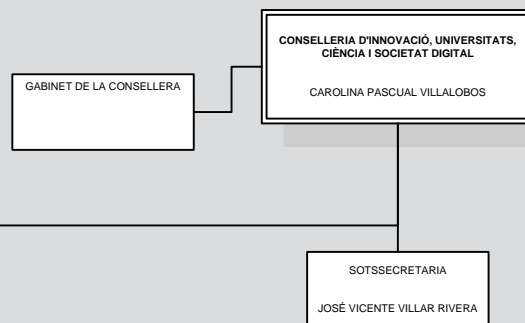 CONSELLERIA D'INNOVACIÓ, UNIVERSITATS,
CIÈNCIA I SOCIETAT DIGITAL
CAROLINA PASCUAL VILLALOBOS
GABINET DE LA CONSELLERA
SOTSSECRETARIA
JOSÉ VICENTE VILLAR RIVERA